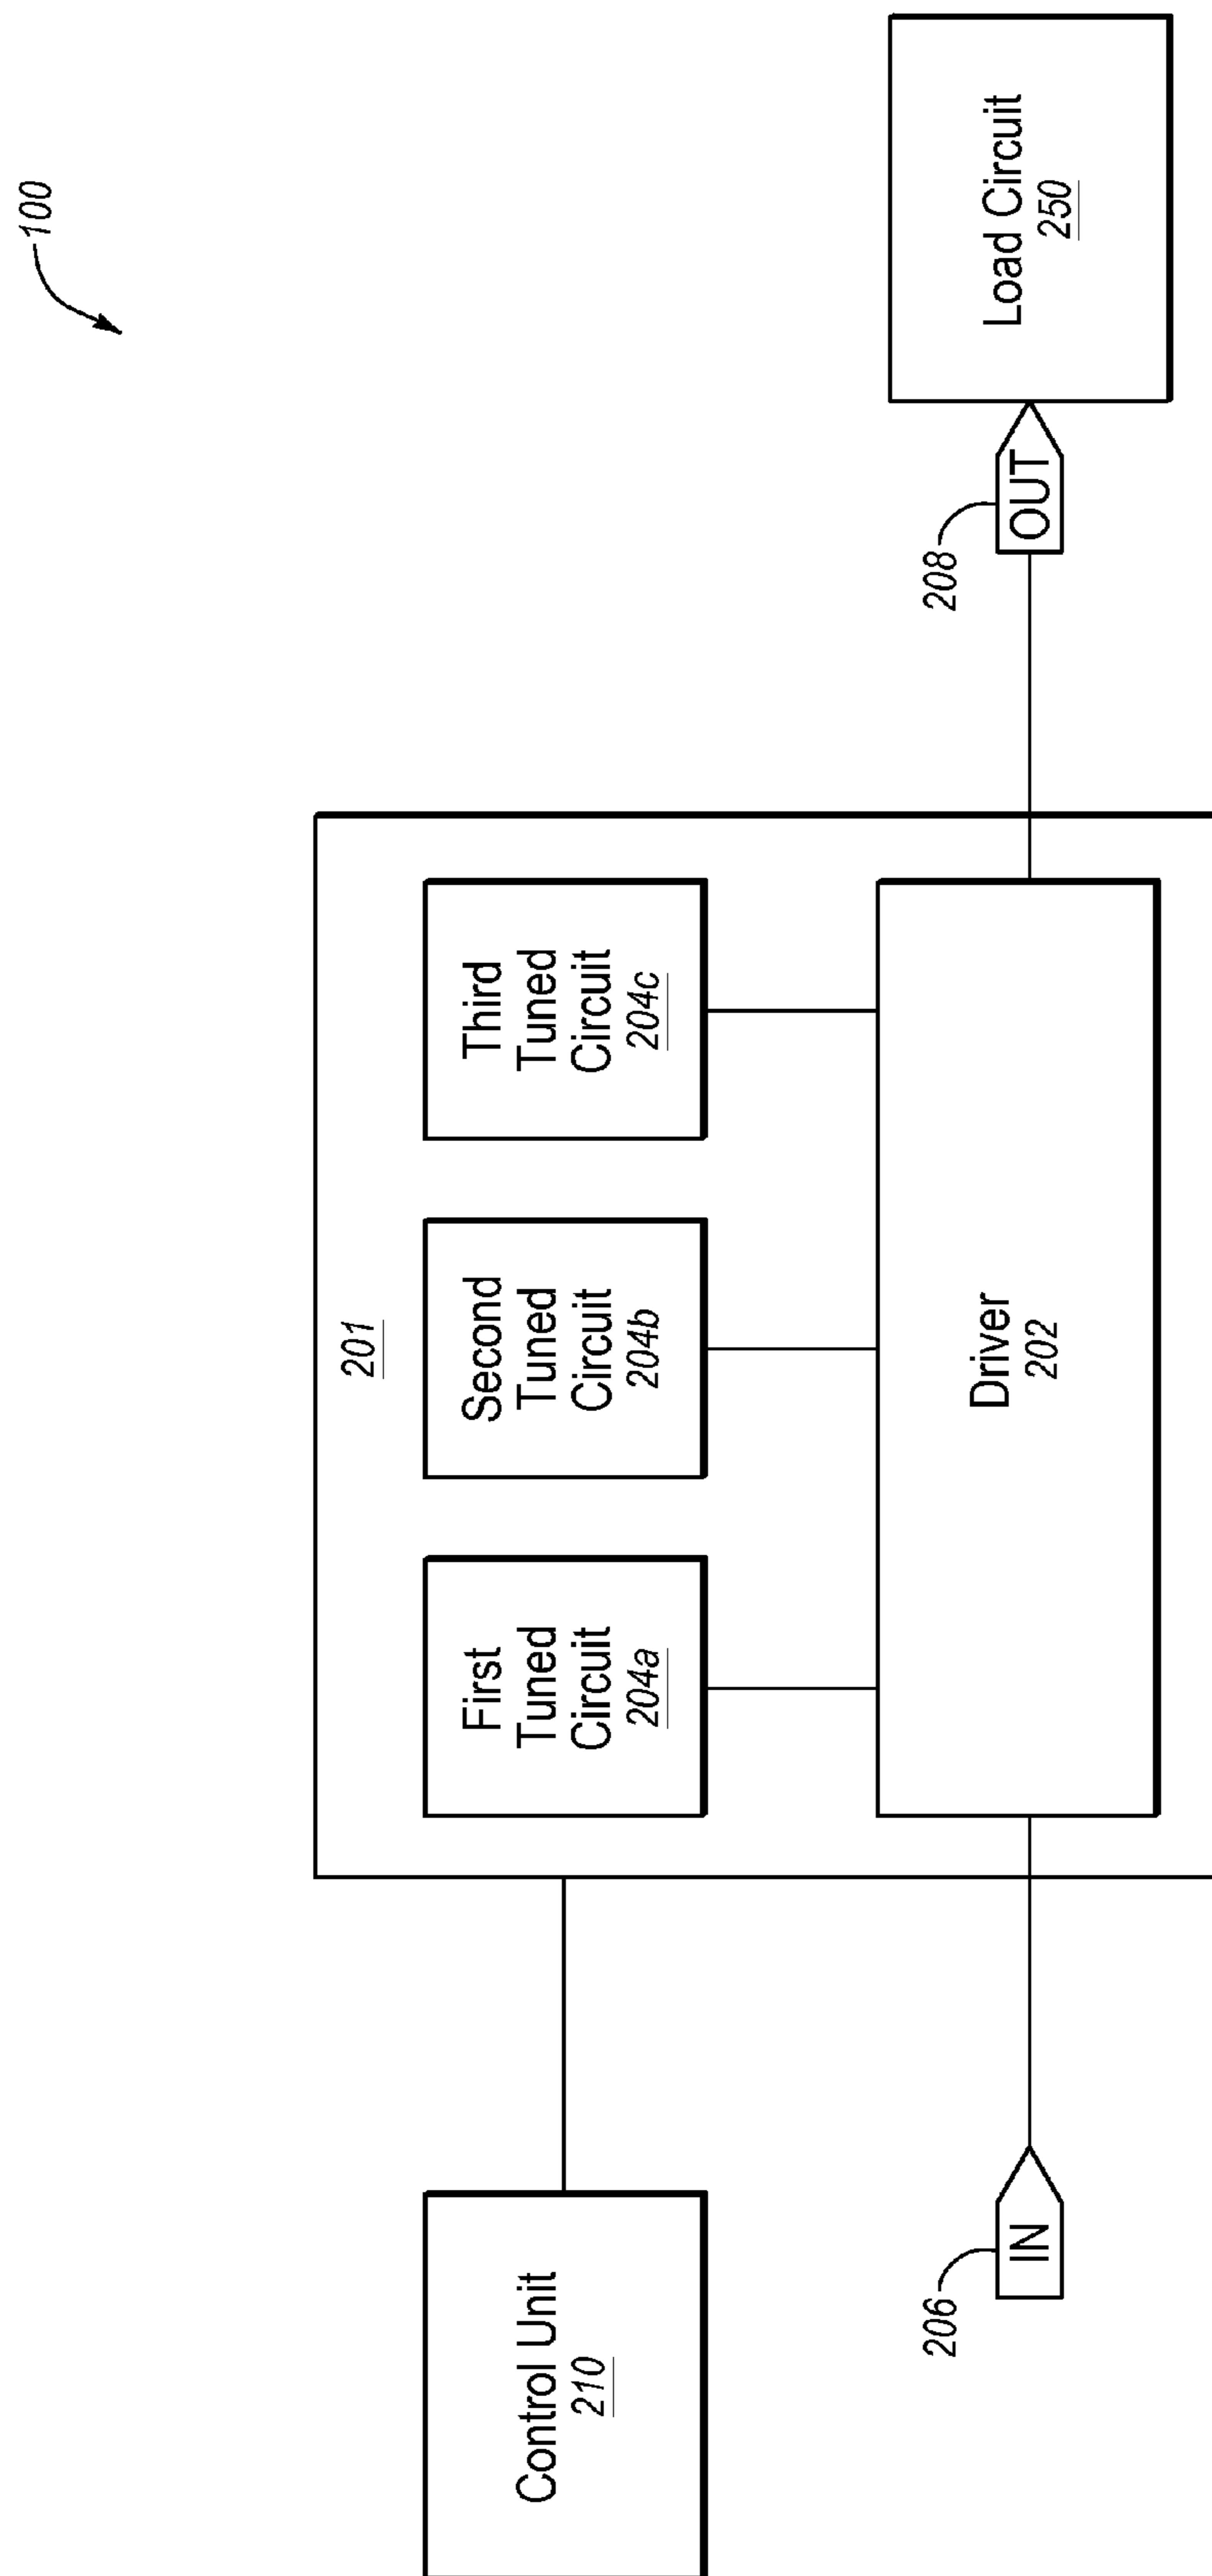 100
201
Control Unit
210
First
Tuned
Circuit
204a
Second
Tuned
Circuit
204b
Third
Tuned
Circuit
204c
206
IN
Driver
202
208
OUT
Load Circuit
250